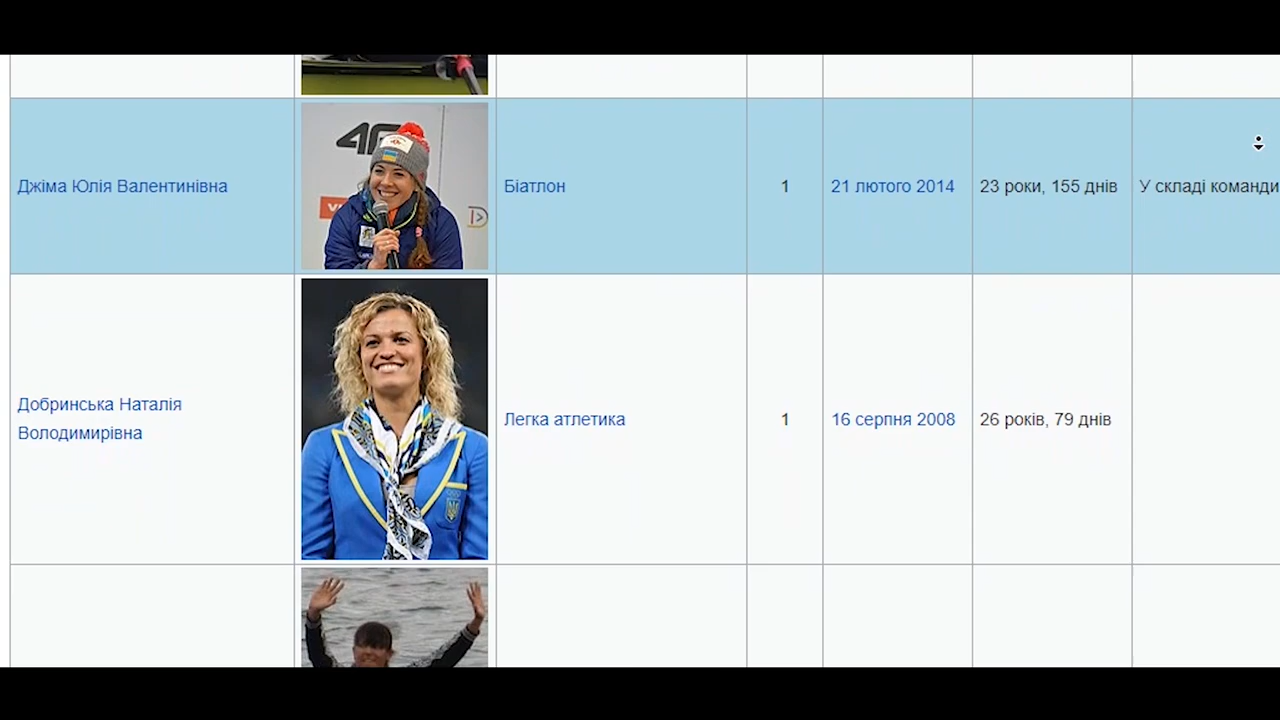 Джіма Юлія Валентинівна
4F
Біатлон
1
21 лютого 2014
23 роки, 155 днів
У складі команди
Добринська Наталія
Володимирівна
Легка атлетика
1
16 серпня 2008
26 років, 79 днів